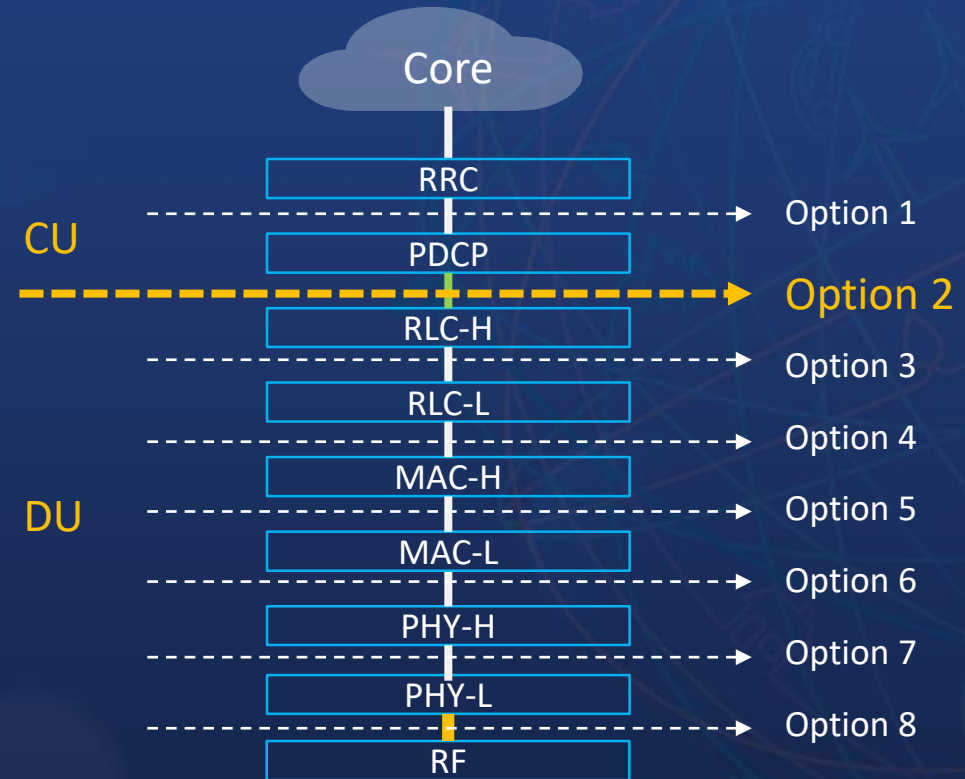 Core
RRC
Option 1
CU
PDCP
Option 2
RLC-H
Option 3
RLC-L
Option 4
MAC-H
DU
Option 5
MAC-L
Option 6
PHY-H
Option 7
PHY-L
Option 8
RF